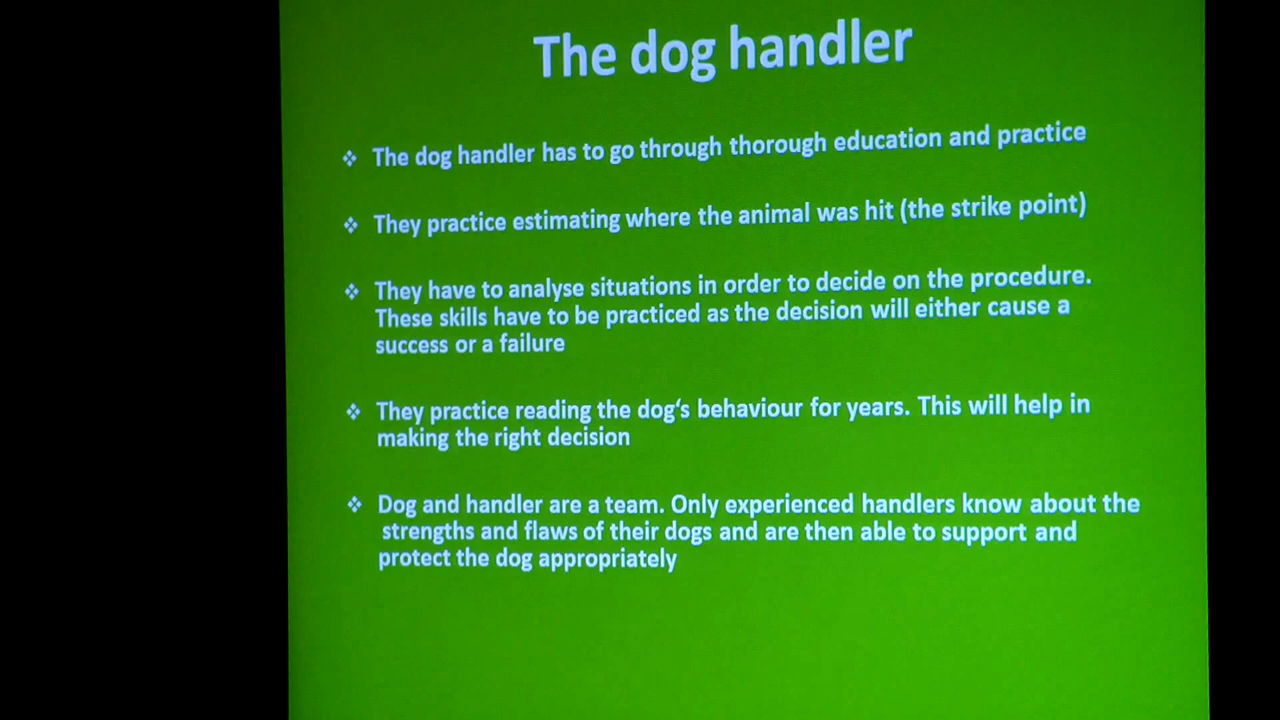 The dog handler
❖ The dog handler has to go through thorough education and practice
❖ They practice estimating where the animal was hit (the strike point)
❖ They have to analyse situations in order to decide on the procedure.
These skills have to be practiced as the decision will either cause a
success or a failure
❖ They practice reading the dog‘s behaviour for years. This will help in
making the right decision
❖ Dog and handler are a team. Only experienced handlers know about the
strengths and flaws of their dogs and are then able to support and
protect the dog appropriately